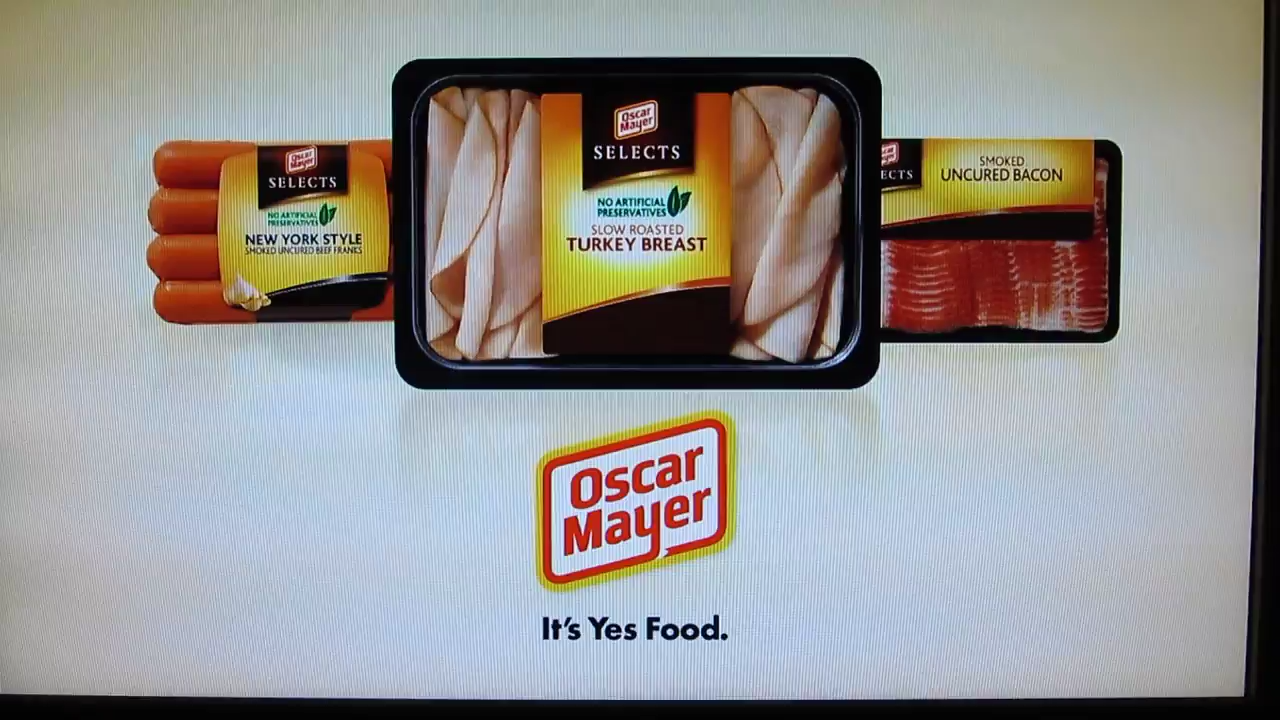 Oscar
Mayer
SELECTS
NO ARTIFICIAL
PRESERVATIVES
NEW YORK STYLE
SMOKED UNCURED BEEF FRANKS
Oscar
Mayer
SELECTS
NO ARTIFICIAL
PRESERVATIVES
SLOW ROASTED
TURKEY BREAST
ECTS
SMOKED
UNCURED BACON
Oscar
Mayer
It's Yes Food.